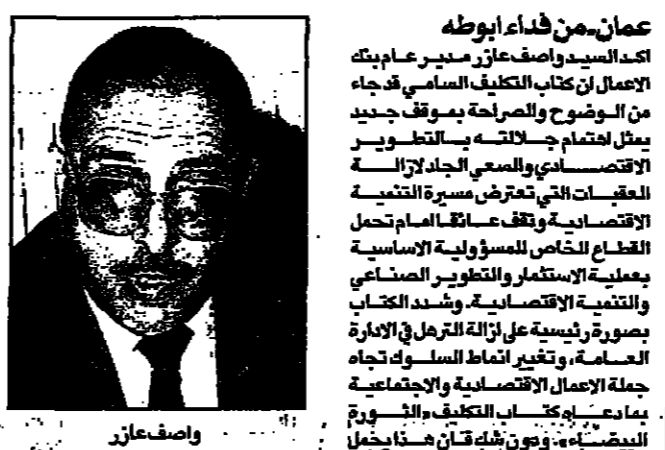 عمان ـ من فداء ابوطه
اكد السيد واصف عازر مدير عام بنك
الاعمال ان كتاب التكليف السامي قد جاء
من الوضوح والصراحة بموقف جديد
يمثل اهتمام جلالته بالتطوير
الاقتصادي والسعي الجاد لازالة
العقبات التي تعترض مسيرة التنمية
الاقتصادية وتقف عائقا امام تحمل
القطاع الخاص للمسؤولية الاساسية
بعملية الاستثمار والتطوير الصناعي
والتنمية الاقتصادية. وشدد الكتاب
بصورة رئيسية على ازالة الترهل في الادارة
العامة، وتغيير انماط السلوك تجاه
جملة الاعمال الاقتصادية والاجتماعية
بما دعاه كتاب التكليف «الثورة
البيضاء». ودون شك فان هذا يحمل
واصف عازر